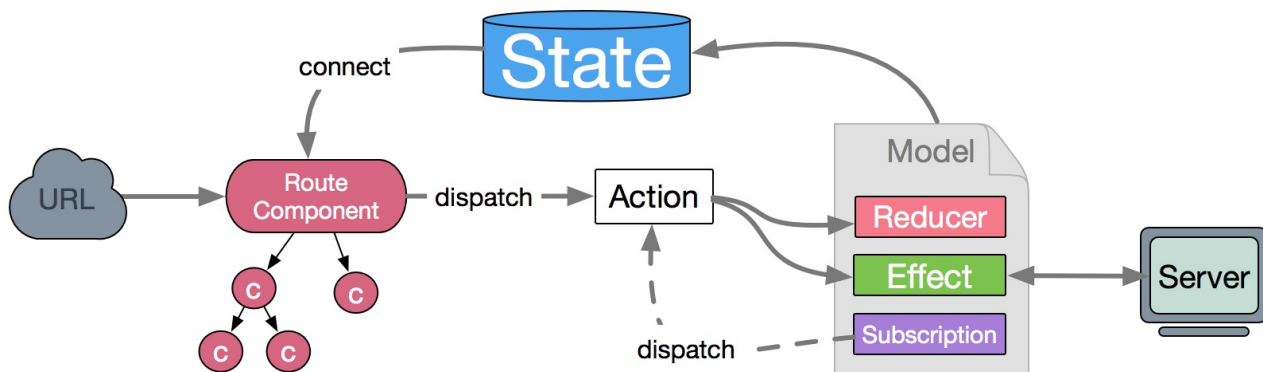 State
connect
Model
URL
Route
Component
dispatch
Action
Reducer
Effect
Server
Subscription
dispatch
C
C
C
C